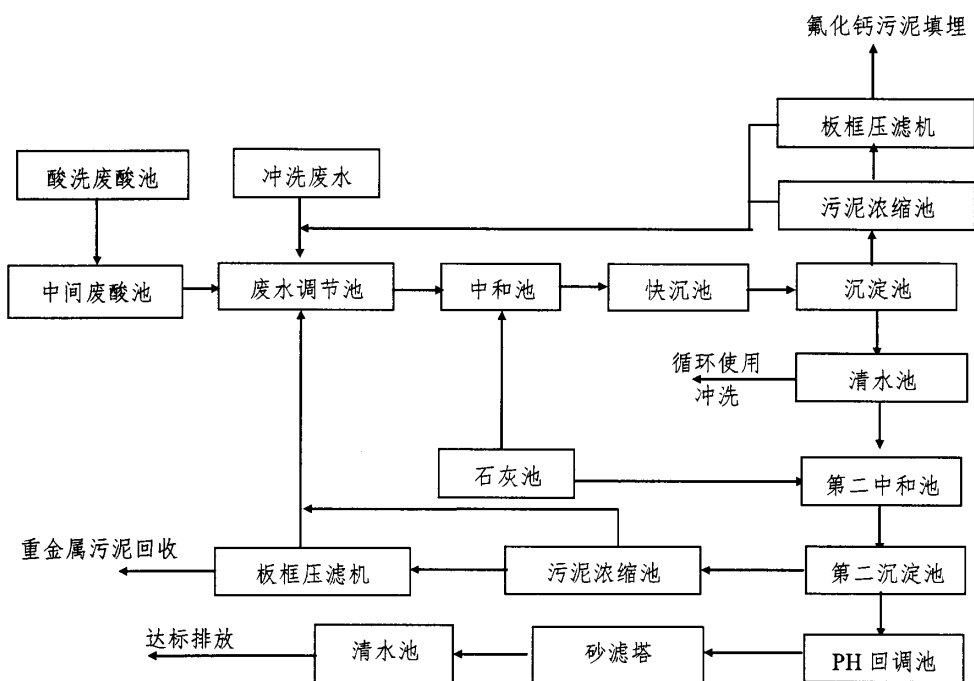 氟化钙污泥填埋
板框压滤机
酸洗废酸池
冲洗废水
污泥浓缩池
中间废酸池
废水调节池
中和池
快沉池
沉淀池
循环使用
冲洗
清水池
石灰池
第二中和池
重金属污泥回收
板框压滤机
污泥浓缩池
第二沉淀池
达标排放
清水池
砂滤塔
PH 回调池